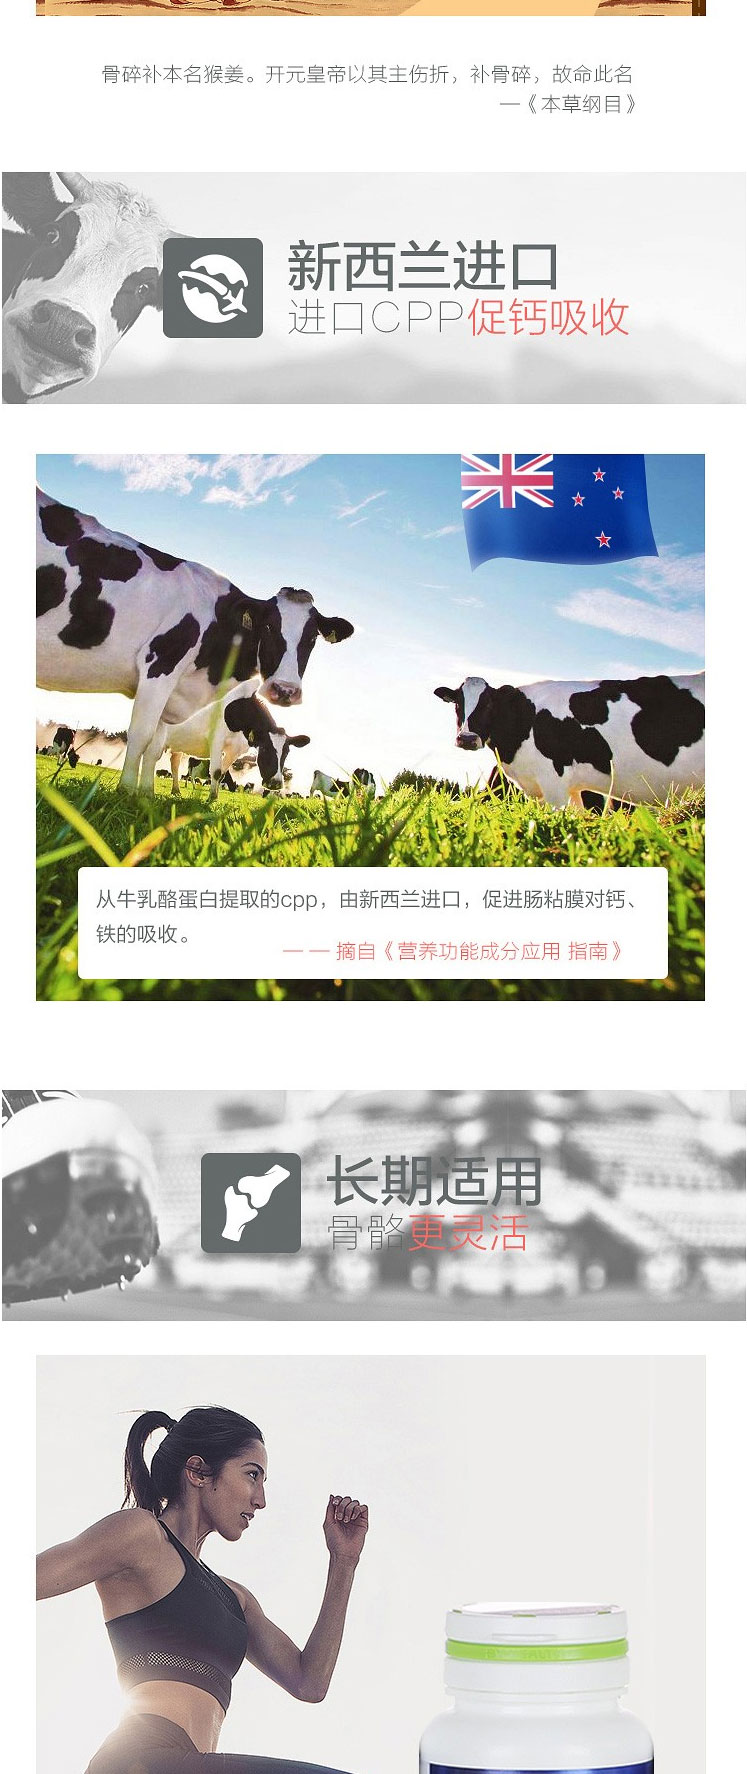 骨碎补本名猴姜。开元皇帝以其主伤折，补骨碎，故命此名
—《本草纲目》
新西兰进口
进口CPP促钙吸收
从牛乳酪蛋白提取的cpp，由新西兰进口，促进肠粘膜对钙、
铁的吸收。
— — 摘自《营养功能成分应用 指南》
长期适用
骨骼更灵活